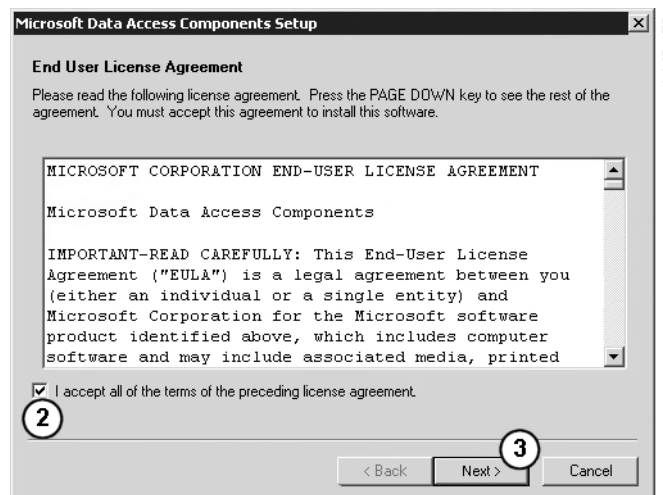 Microsoft Data Access Components Setup
End User License Agreement
Please read the following license agreement. Press the PAGE DOWN key to see the rest of the
agreement. You must accept this agreement to install this software.
MICROSOFT CORPORATION END-USER LICENSE AGREEMENT
Microsoft Data Access Components
IMPORTANT-READ CAREFULLY: This End-User License
Agreement ("EULA") is a legal agreement between you
(either an individual or a single entity) and
Microsoft Corporation for the Microsoft software
product identified above, which includes computer
software and may include associated media, printed
I accept all of the terms of the preceding license agreement.
2
3
< Back Next > Cancel